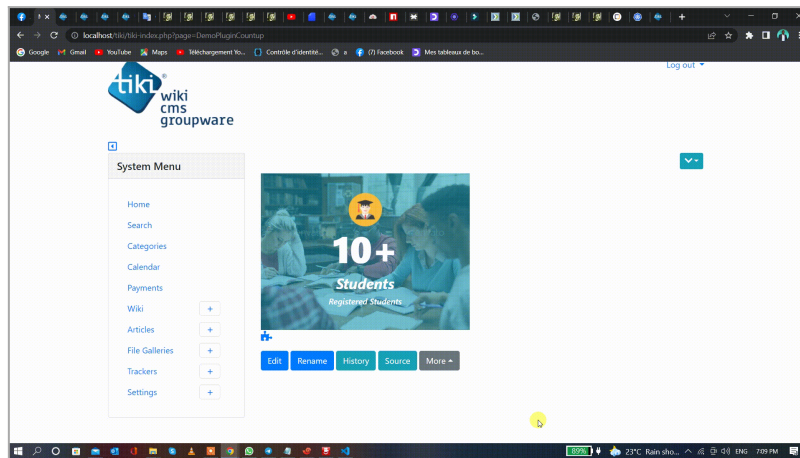 localhost/tiki/tiki-index.php?page=DemoPluginCountup
Google Gmail YouTube Maps Téléchargement Yo... Contrôle d'identité... a (7) Facebook Mes tableaux de bo...
Log out
tiki
wiki
cms
groupware
System Menu
Home
Search
Categories
Calendar
Payments
Wiki +
Articles +
File Galleries +
Trackers +
Settings +
10+
Students
Registered Students
Edit Rename History Source More
89% 23°C Rain sho... ENG 7:09 PM